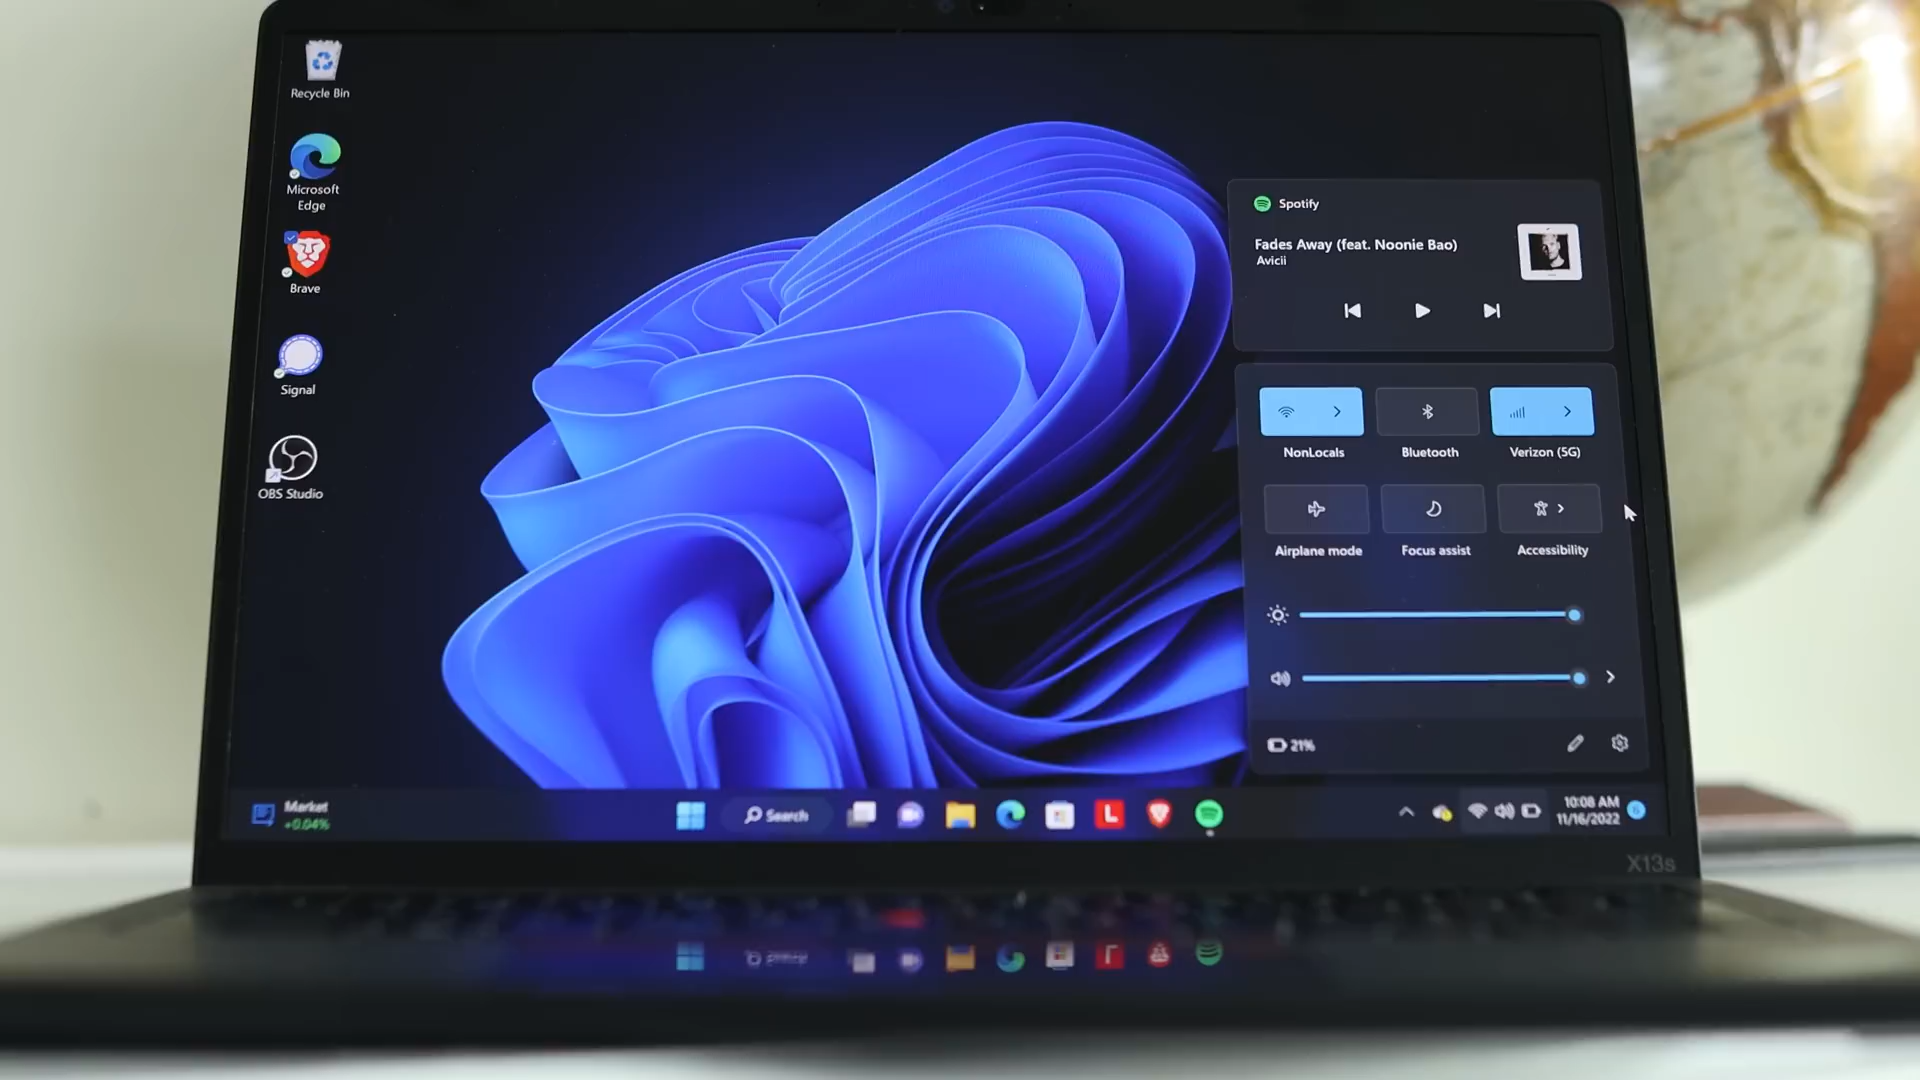 Recycle Bin
Microsoft
Edge
Brave
Signal
OBS Studio
Spotify
Fades Away (feat. Noonie Bao)
Avicii
NonLocals
Bluetooth
Verizon (5G)
Airplane mode
Focus assist
Accessibility
21%
Market
+0.04%
Search
L
10:08 AM
11/16/2022
X13s